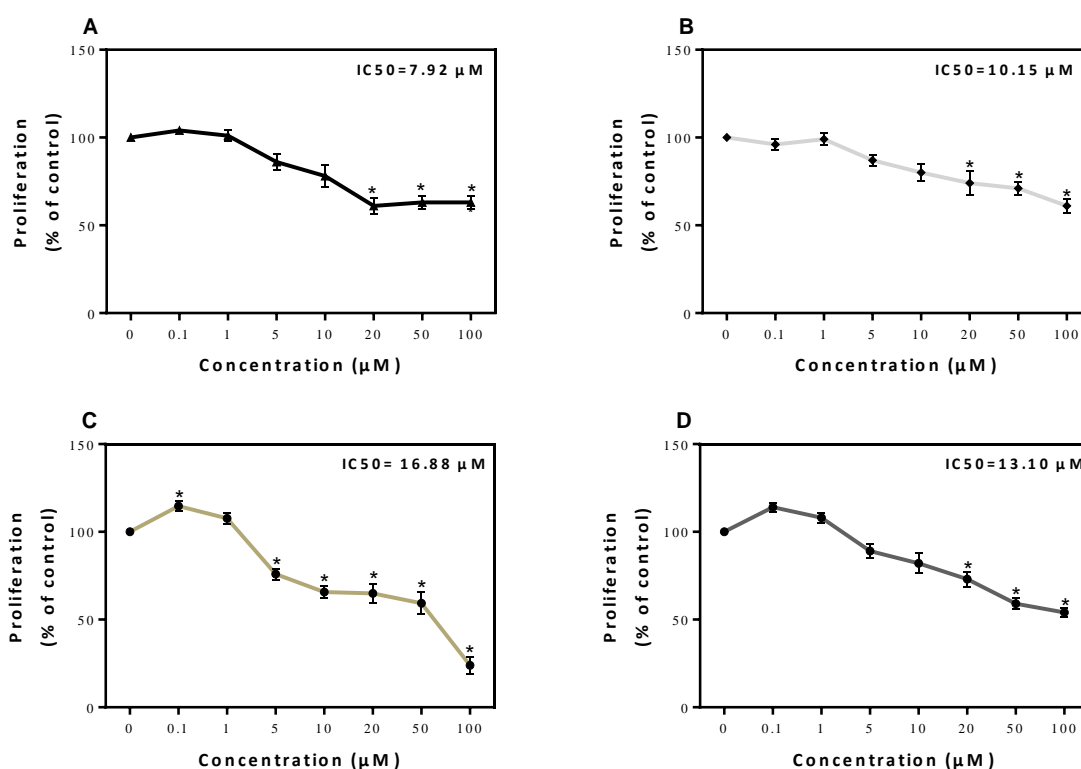 A
IC50=7.92 μM
Proliferation
(% of control)
150
100
50
0
* * *
*
0 0.1 1 5 10 20 50 100
Concentration (μM)
B
IC50=10.15 μM
Proliferation
(% of control)
150
100
50
0
* * *
0 0.1 1 5 10 20 50 100
Concentration (μM)
C
IC50= 16.88 μM
Proliferation
(% of control)
150
100
50
0
* * * * * *
0 0.1 1 5 10 20 50 100
Concentration (μM)
D
IC50=13.10 μM
Proliferation
(% of control)
150
100
50
0
* * *
0 0.1 1 5 10 20 50 100
Concentration (μM)